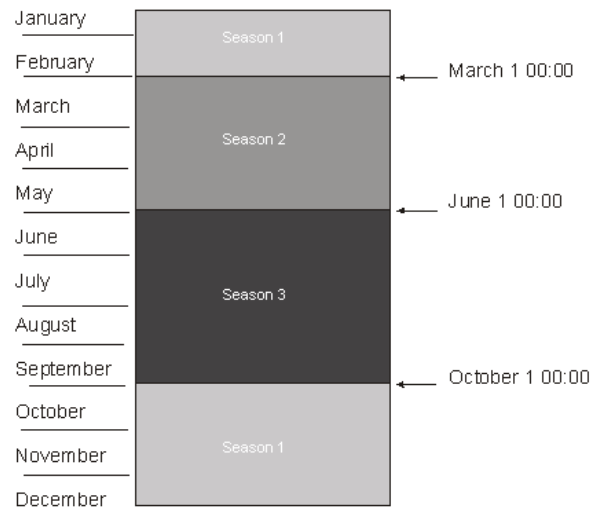 January
Season 1
February
March 1 00:00
March
Season 2
April
May
June 1 00:00
June
July
Season 3
August
September
October 1 00:00
October
Season 1
November
December